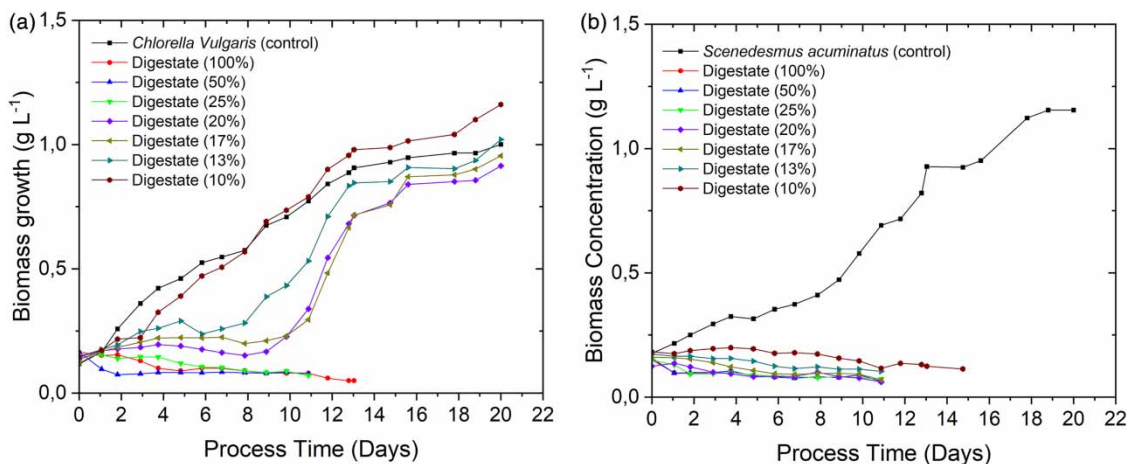 (a)
1,5
1,0
0,5
0,0
Biomass growth (g L⁻¹)
Chlorella Vulgaris (control)
Digestate (100%)
Digestate (50%)
Digestate (25%)
Digestate (20%)
Digestate (17%)
Digestate (13%)
Digestate (10%)
0 2 4 6 8 10 12 14 16 18 20 22
Process Time (Days)
(b)
1,5
1,0
0,5
0,0
Biomass Concentration (g L⁻¹)
Scenedesmus acuminatus (control)
Digestate (100%)
Digestate (50%)
Digestate (25%)
Digestate (20%)
Digestate (17%)
Digestate (13%)
Digestate (10%)
0 2 4 6 8 10 12 14 16 18 20 22
Process Time (Days)